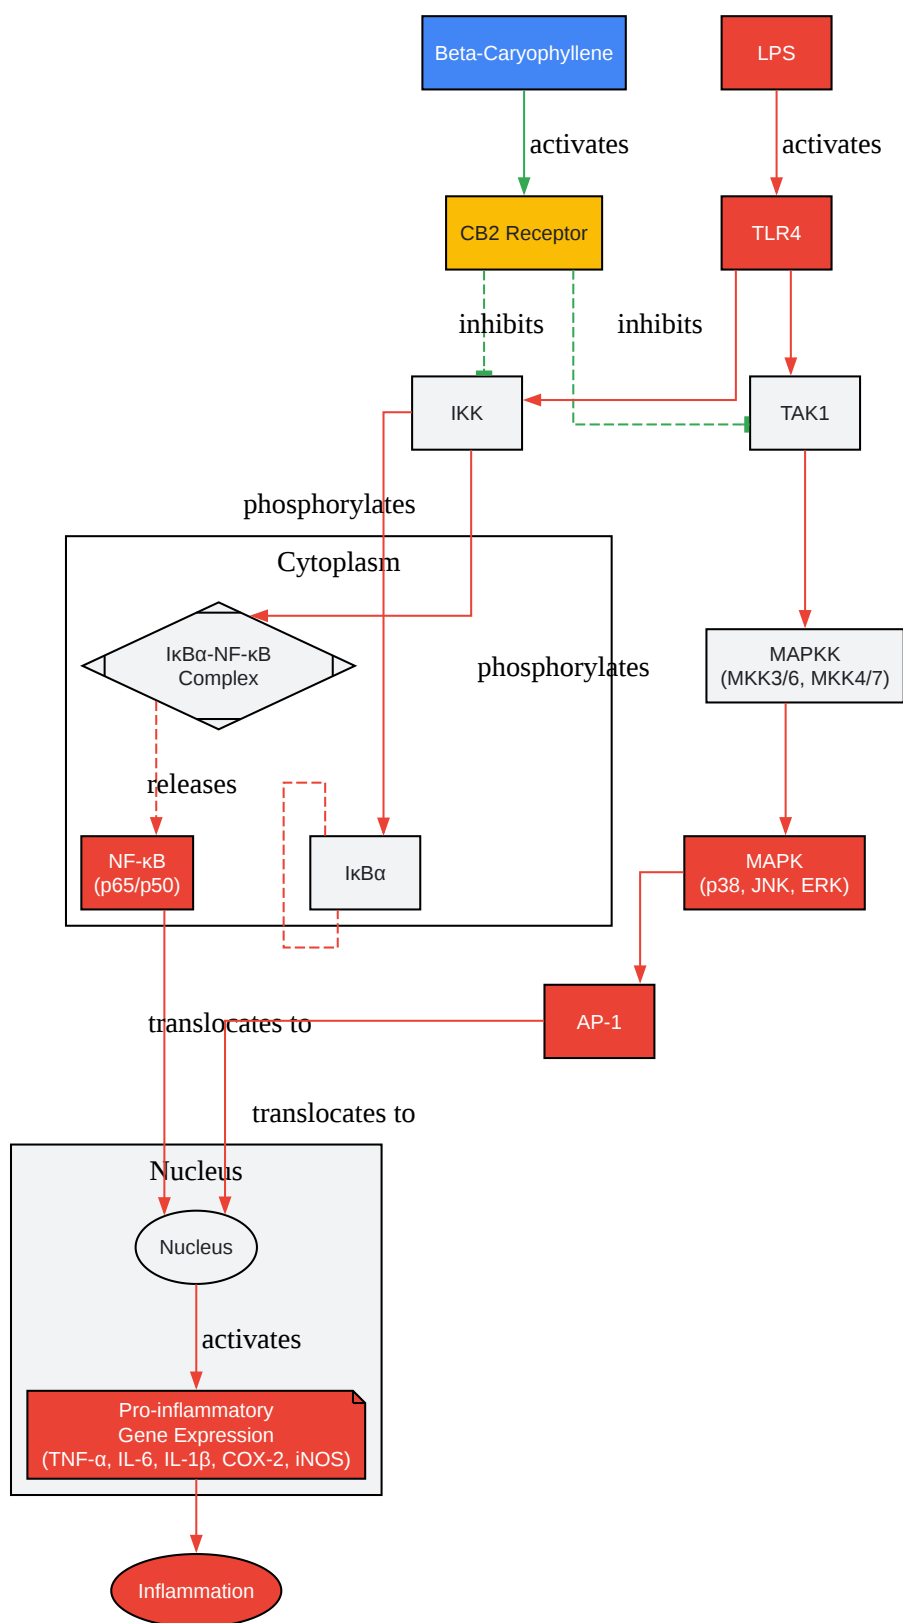 Beta-Caryophyllene
LPS
activates
activates
CB2 Receptor
TLR4
inhibits
inhibits
IKK
TAK1
phosphorylates
Cytoplasm
IκBα-NF-κB
Complex
phosphorylates
MAPKK
(MKK3/6, MKK4/7)
releases
NF-κB
(p65/p50)
IκBα
MAPK
(p38, JNK, ERK)
translocates to
AP-1
translocates to
Nucleus
Nucleus
activates
Pro-inflammatory
Gene Expression
(TNF-α, IL-6, IL-1β, COX-2, iNOS)
Inflammation